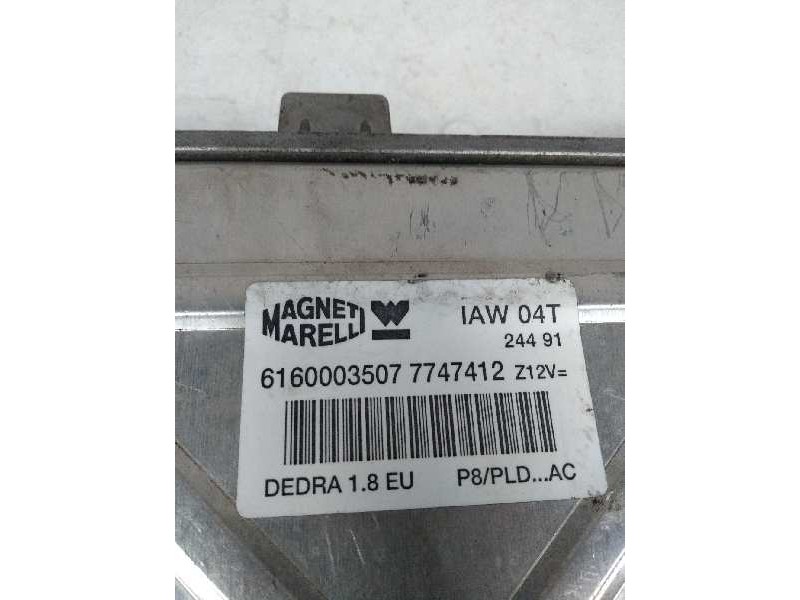 MAGNETI
MARELLI
IAW 04T
244 91
6160003507 7747412 Z12V=
DEDRA 1.8 EU P8/PLD...AC